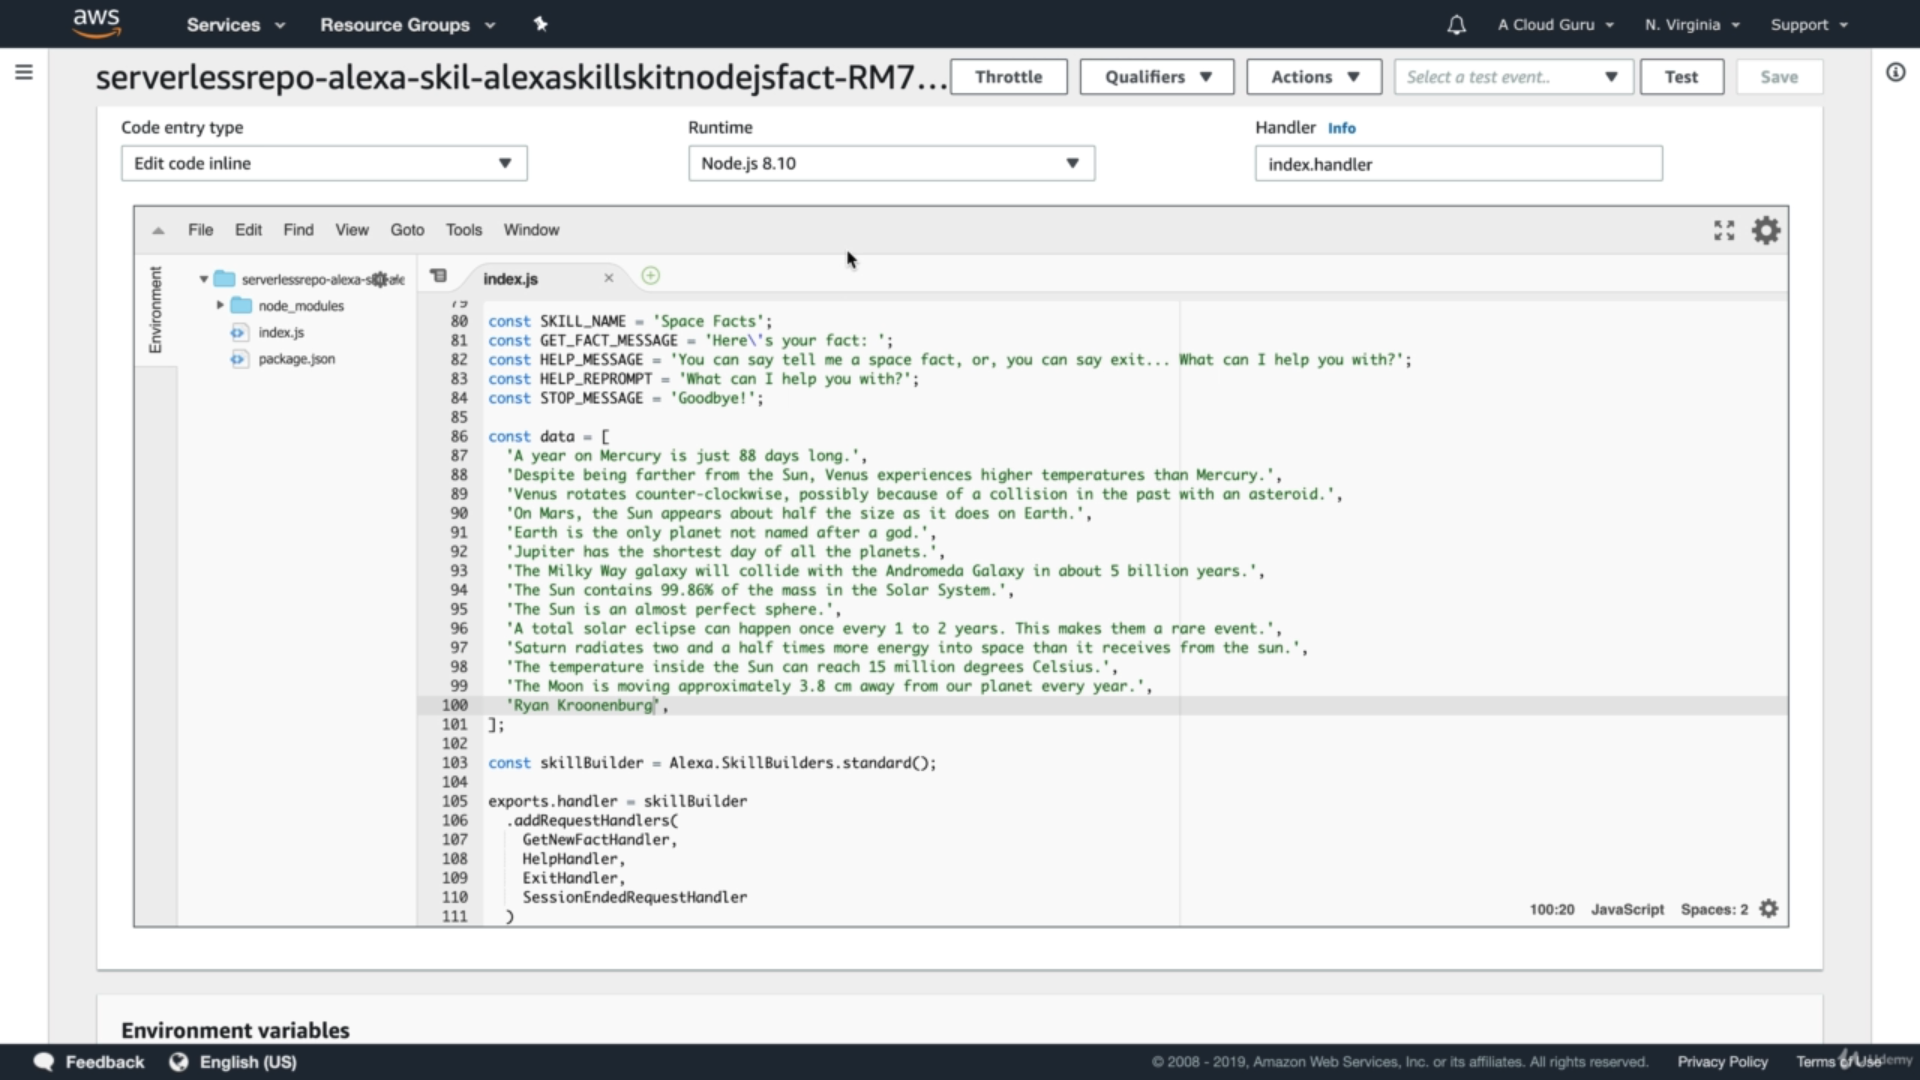 aws Services Resource Groups A Cloud Guru N. Virginia Support
serverlessrepo-alexa-skil-alexaskillskitnodejsfact-RM7... Throttle Qualifiers Actions Select a test event.. Test Save
Code entry type Runtime Handler Info
Edit code inline Node.js 8.10 index.handler
File Edit Find View Goto Tools Window
Environment
serverlessrepo-alexa-s
node_modules
index.js
package.json
index.js
79
80 const SKILL_NAME = 'Space Facts';
81 const GET_FACT_MESSAGE = 'Here\'s your fact: ';
82 const HELP_MESSAGE = 'You can say tell me a space fact, or, you can say exit... What can I help you with?';
83 const HELP_REPROMPT = 'What can I help you with?';
84 const STOP_MESSAGE = 'Goodbye!';
85
86 const data = [
87 'A year on Mercury is just 88 days long.',
88 'Despite being farther from the Sun, Venus experiences higher temperatures than Mercury.',
89 'Venus rotates counter-clockwise, possibly because of a collision in the past with an asteroid.',
90 'On Mars, the Sun appears about half the size as it does on Earth.',
91 'Earth is the only planet not named after a god.',
92 'Jupiter has the shortest day of all the planets.',
93 'The Milky Way galaxy will collide with the Andromeda Galaxy in about 5 billion years.',
94 'The Sun contains 99.86% of the mass in the Solar System.',
95 'The Sun is an almost perfect sphere.',
96 'A total solar eclipse can happen once every 1 to 2 years. This makes them a rare event.',
97 'Saturn radiates two and a half times more energy into space than it receives from the sun.',
98 'The temperature inside the Sun can reach 15 million degrees Celsius.',
99 'The Moon is moving approximately 3.8 cm away from our planet every year.',
100 'Ryan Kroonenburg',
101 ];
102
103 const skillBuilder = Alexa.SkillBuilders.standard();
104
105 exports.handler = skillBuilder
106 .addRequestHandlers(
107 GetNewFactHandler,
108 HelpHandler,
109 ExitHandler,
110 SessionEndedRequestHandler
111 )
100:20 JavaScript Spaces: 2
Environment variables
Feedback English (US) © 2008 - 2019, Amazon Web Services, Inc. or its affiliates. All rights reserved. Privacy Policy Terms of Use